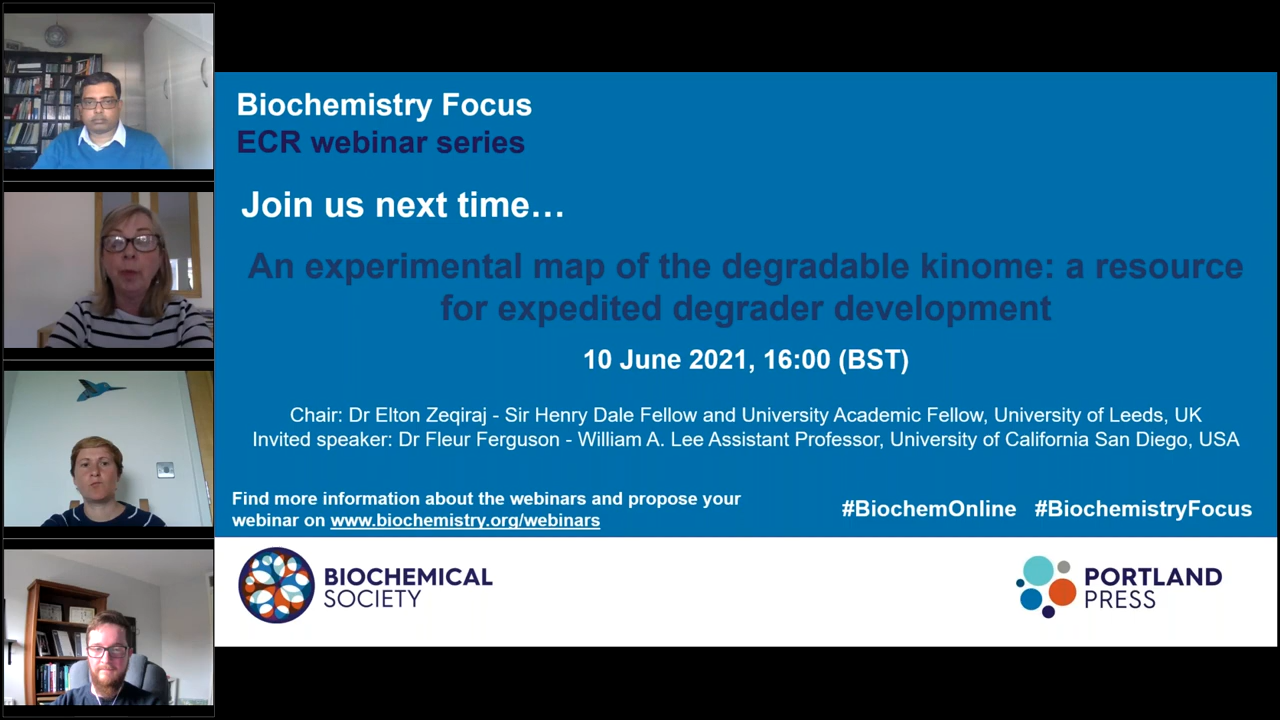 Biochemistry Focus
ECR webinar series
Join us next time…
An experimental map of the degradable kinome: a resource
for expedited degrader development
10 June 2021, 16:00 (BST)
Chair: Dr Elton Zeqiraj - Sir Henry Dale Fellow and University Academic Fellow, University of Leeds, UK
Invited speaker: Dr Fleur Ferguson - William A. Lee Assistant Professor, University of California San Diego, USA
Find more information about the webinars and propose your
webinar on www.biochemistry.org/webinars
#BiochemOnline #BiochemistryFocus
BIOCHEMICAL
SOCIETY
PORTLAND
PRESS